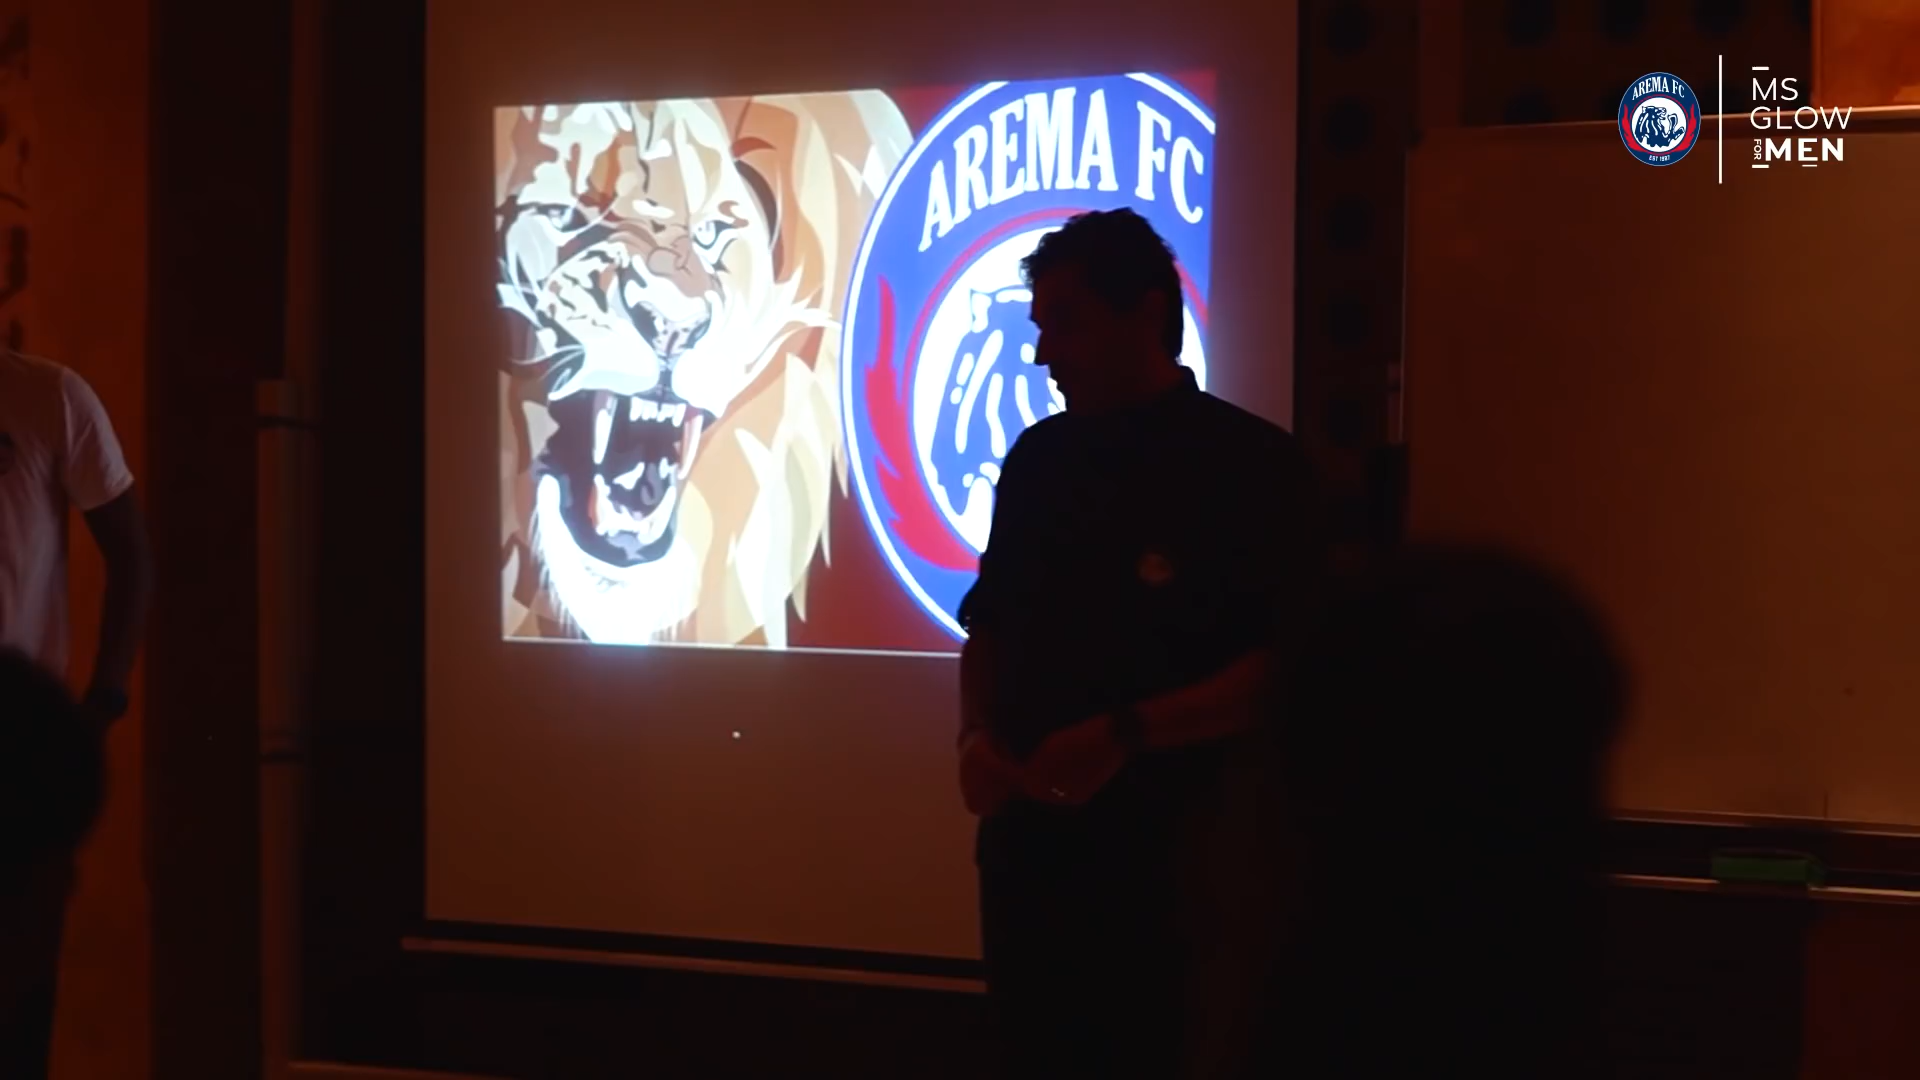 AREMA FC
AREMA FC
EST 1987
MS
GLOW
FOR MEN